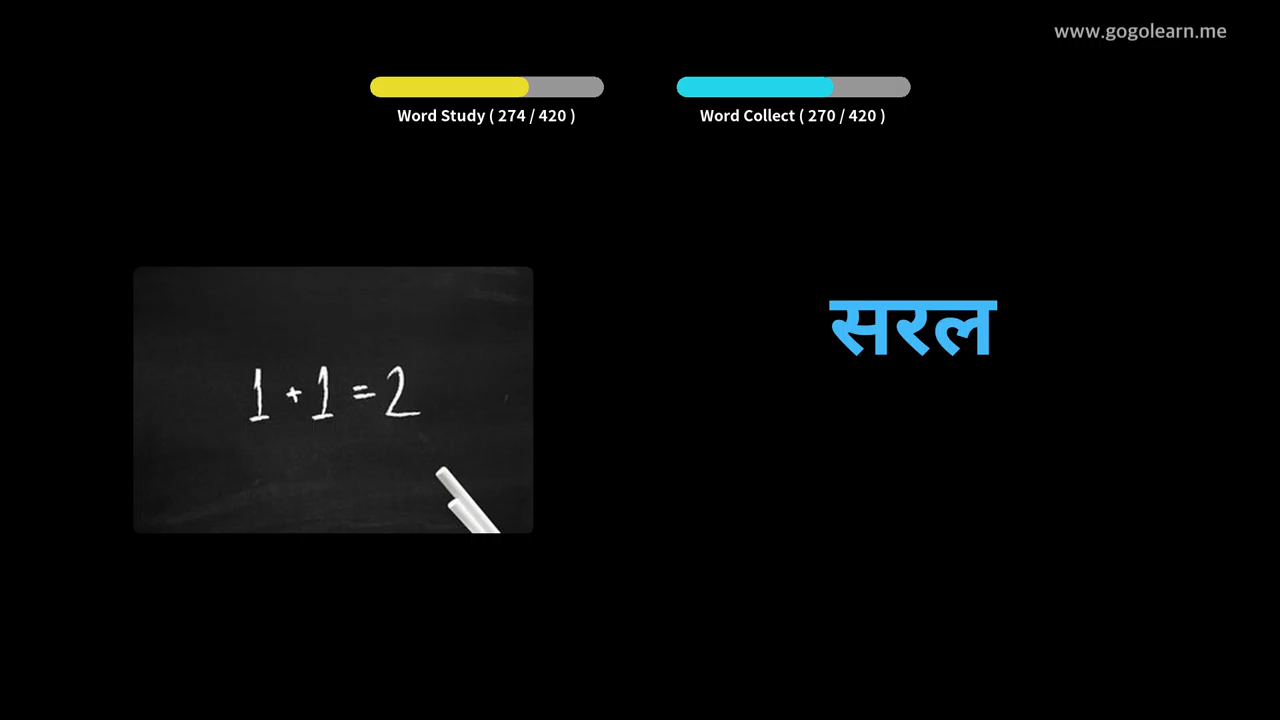 www.gogolearn.me
Word Study ( 274 / 420 )
Word Collect ( 270 / 420 )
1 + 1 = 2
सरल